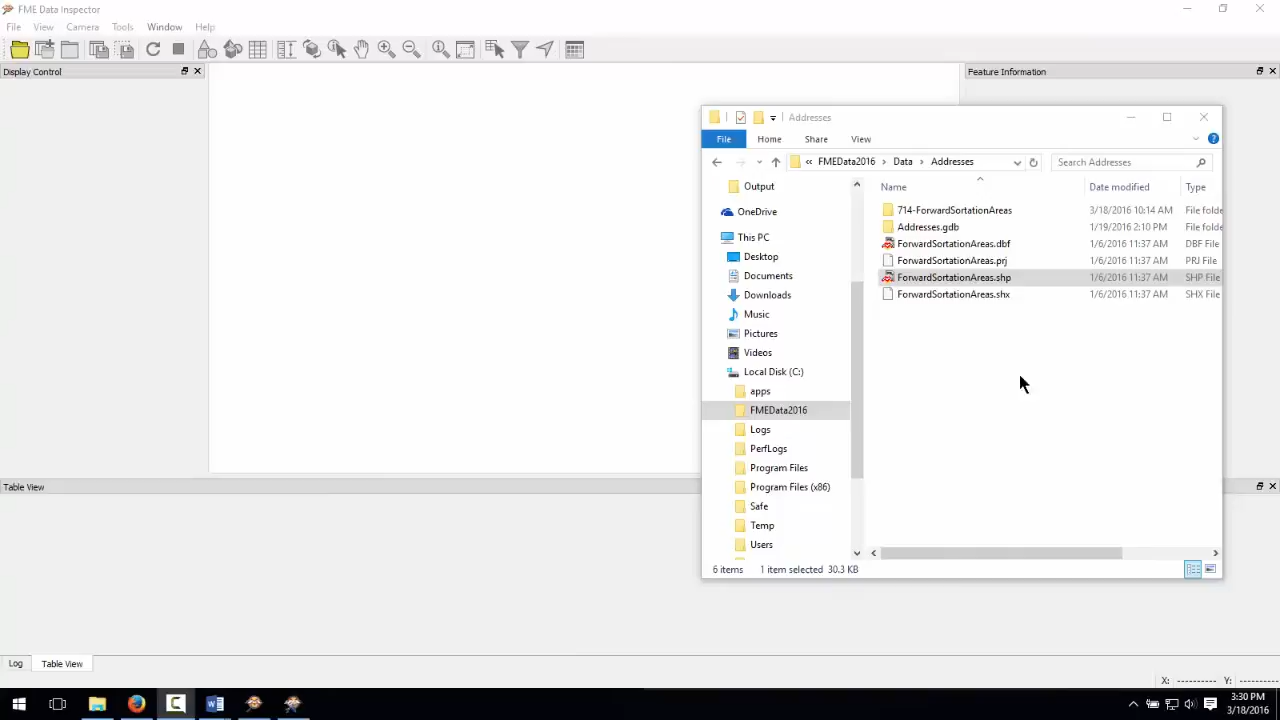 FME Data Inspector
File View Camera Tools Window Help
Display Control
Feature Information
Addresses
File Home Share View
« FMEData2016 › Data › Addresses
Search Addresses
Output
OneDrive
This PC
Desktop
Documents
Downloads
Music
Pictures
Videos
Local Disk (C:)
apps
FMEData2016
Logs
PerfLogs
Program Files
Program Files (x86)
Safe
Temp
Users
Name Date modified Type
714-ForwardSortationAreas 3/18/2016 10:14 AM File folde
Addresses.gdb 1/19/2016 2:10 PM File folde
ForwardSortationAreas.dbf 1/6/2016 11:37 AM DBF File
ForwardSortationAreas.prj 1/6/2016 11:37 AM PRJ File
ForwardSortationAreas.shp 1/6/2016 11:37 AM SHP File
ForwardSortationAreas.shx 1/6/2016 11:37 AM SHX File
6 items 1 item selected 30.3 KB
Table View
Log Table View
X: ---------- Y: ----------
3:30 PM
3/18/2016